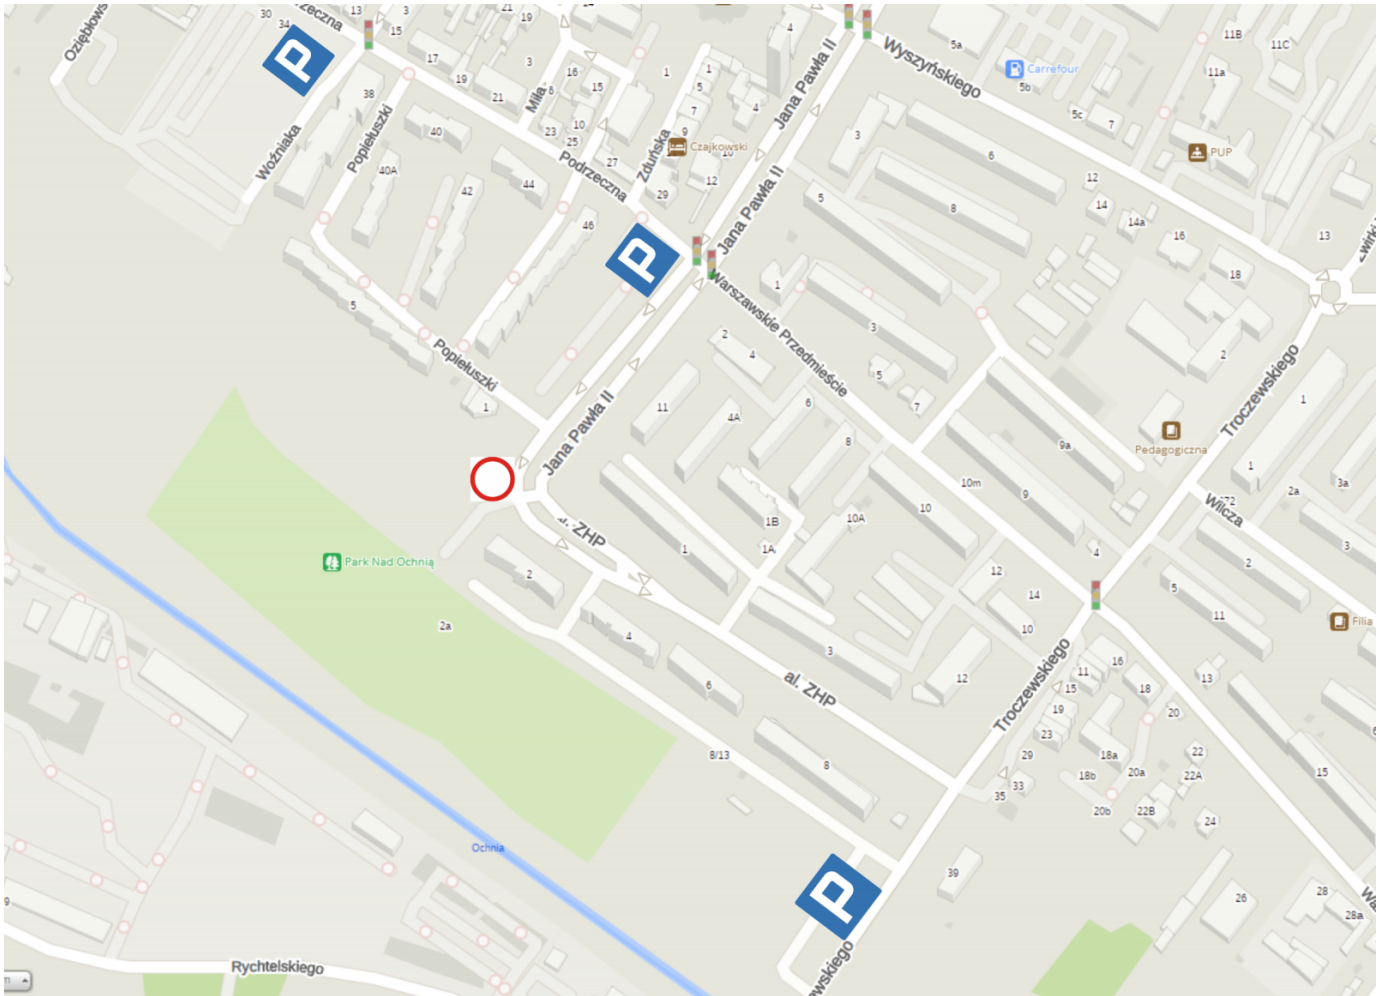 30
34
13
3
21
19
4
5a
11B
11C
Wyszyńskiego
Jana Pawła II
15
17
3
16
1
1
Carrefour
11a
19
15
5
5b
38
21
Miła
7
4
5c
7
40
23
10
9
3
Czajkowski
10
6
PUP
Woźniaka
Popiełuszki
25
27
Zduńska
Podrzeczna
40A
42
44
29
12
5
8
12
14
14a
46
Jana Pawła II
16
13
P
P
1
18
5
Warszawskie Przedmieście
3
2
4
2
Popiełuszki
5
7
Troczewskiego
1
1
11
4A
6
8
9a
Pedagogiczna
Jana Pawła II
1
10m
9
2a
3a
Wilcza
10
1B
10A
al. ZHP
1
1A
4
2
3
Park Nad Ochnią
2
12
5
14
11
2a
10
Filia
4
3
Troczewskiego
11
16
6
12
15
18
13
al. ZHP
19
20
23
8/13
8
29
18a
22
15
33
18b
20a
22A
35
20b
22B
24
Ochnia
P
39
26
28
28a
Rychtelskiego